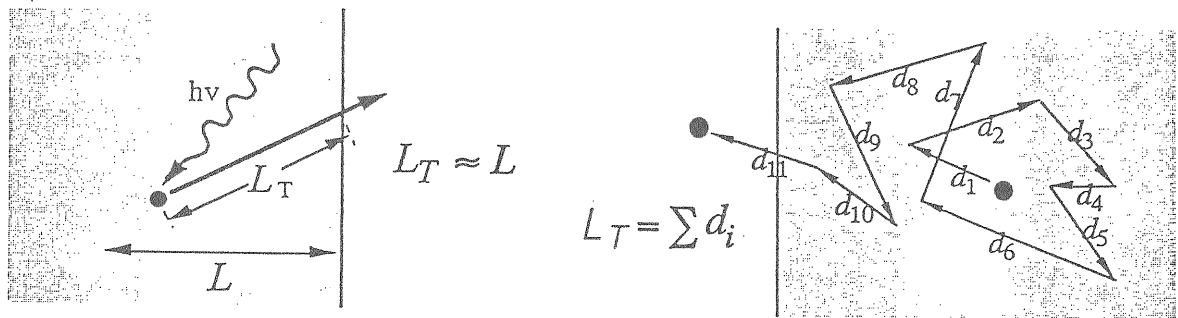 hν
L_T
L
L_T ≈ L
L_T = ∑ d_i
d_1
d_2
d_3
d_4
d_5
d_6
d_7
d_8
d_9
d_10
d_11